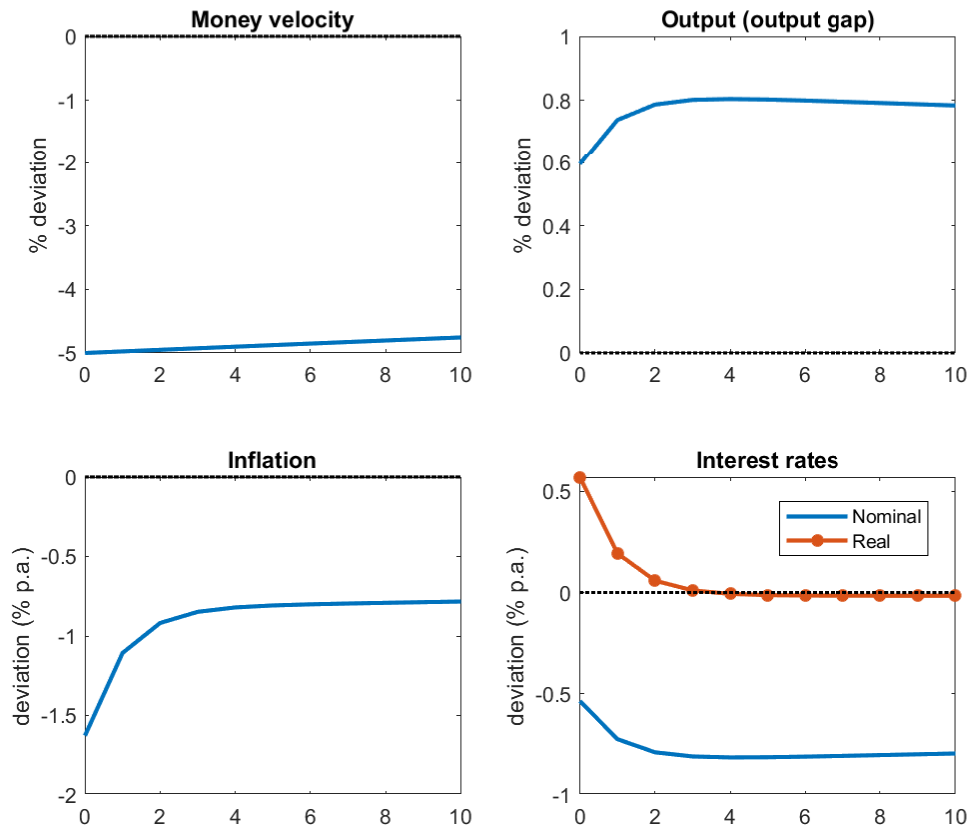 Money velocity
0
-1
-2
-3
-4
-5
% deviation
0 2 4 6 8 10
Output (output gap)
1
0.8
0.6
0.4
0.2
0
% deviation
0 2 4 6 8 10
Inflation
0
-0.5
-1
-1.5
-2
deviation (% p.a.)
0 2 4 6 8 10
Interest rates
0.5
0
-0.5
-1
deviation (% p.a.)
Nominal
Real
0 2 4 6 8 10